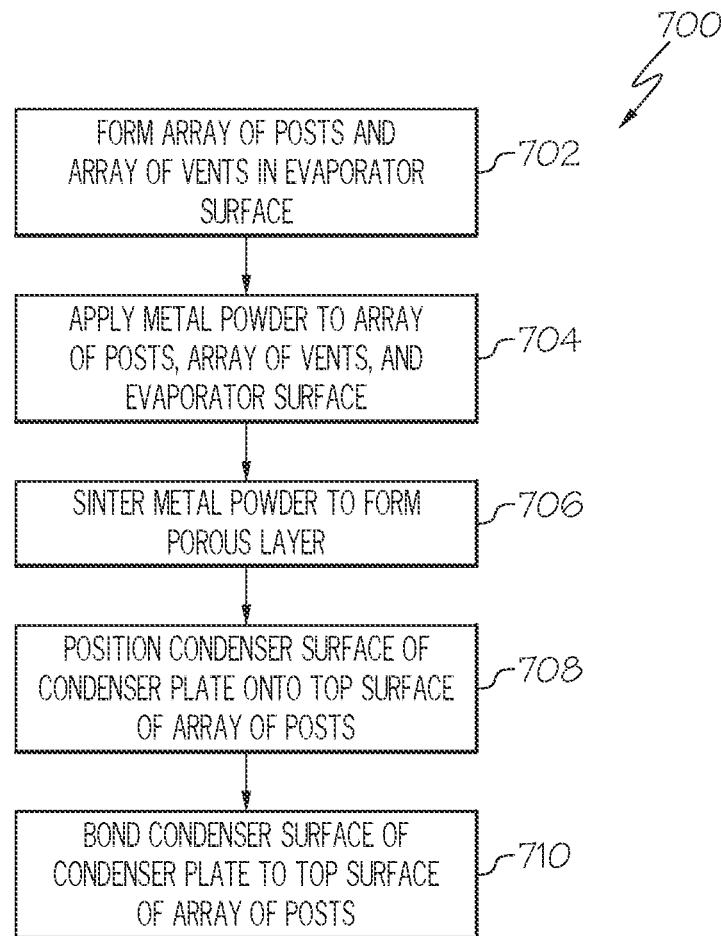 700
FORM ARRAY OF POSTS AND
ARRAY OF VENTS IN EVAPORATOR
SURFACE
702
APPLY METAL POWDER TO ARRAY
OF POSTS, ARRAY OF VENTS, AND
EVAPORATOR SURFACE
704
SINTER METAL POWDER TO FORM
POROUS LAYER
706
POSITION CONDENSER SURFACE OF
CONDENSER PLATE ONTO TOP SURFACE
OF ARRAY OF POSTS
708
BOND CONDENSER SURFACE OF
CONDENSER PLATE TO TOP SURFACE
OF ARRAY OF POSTS
710